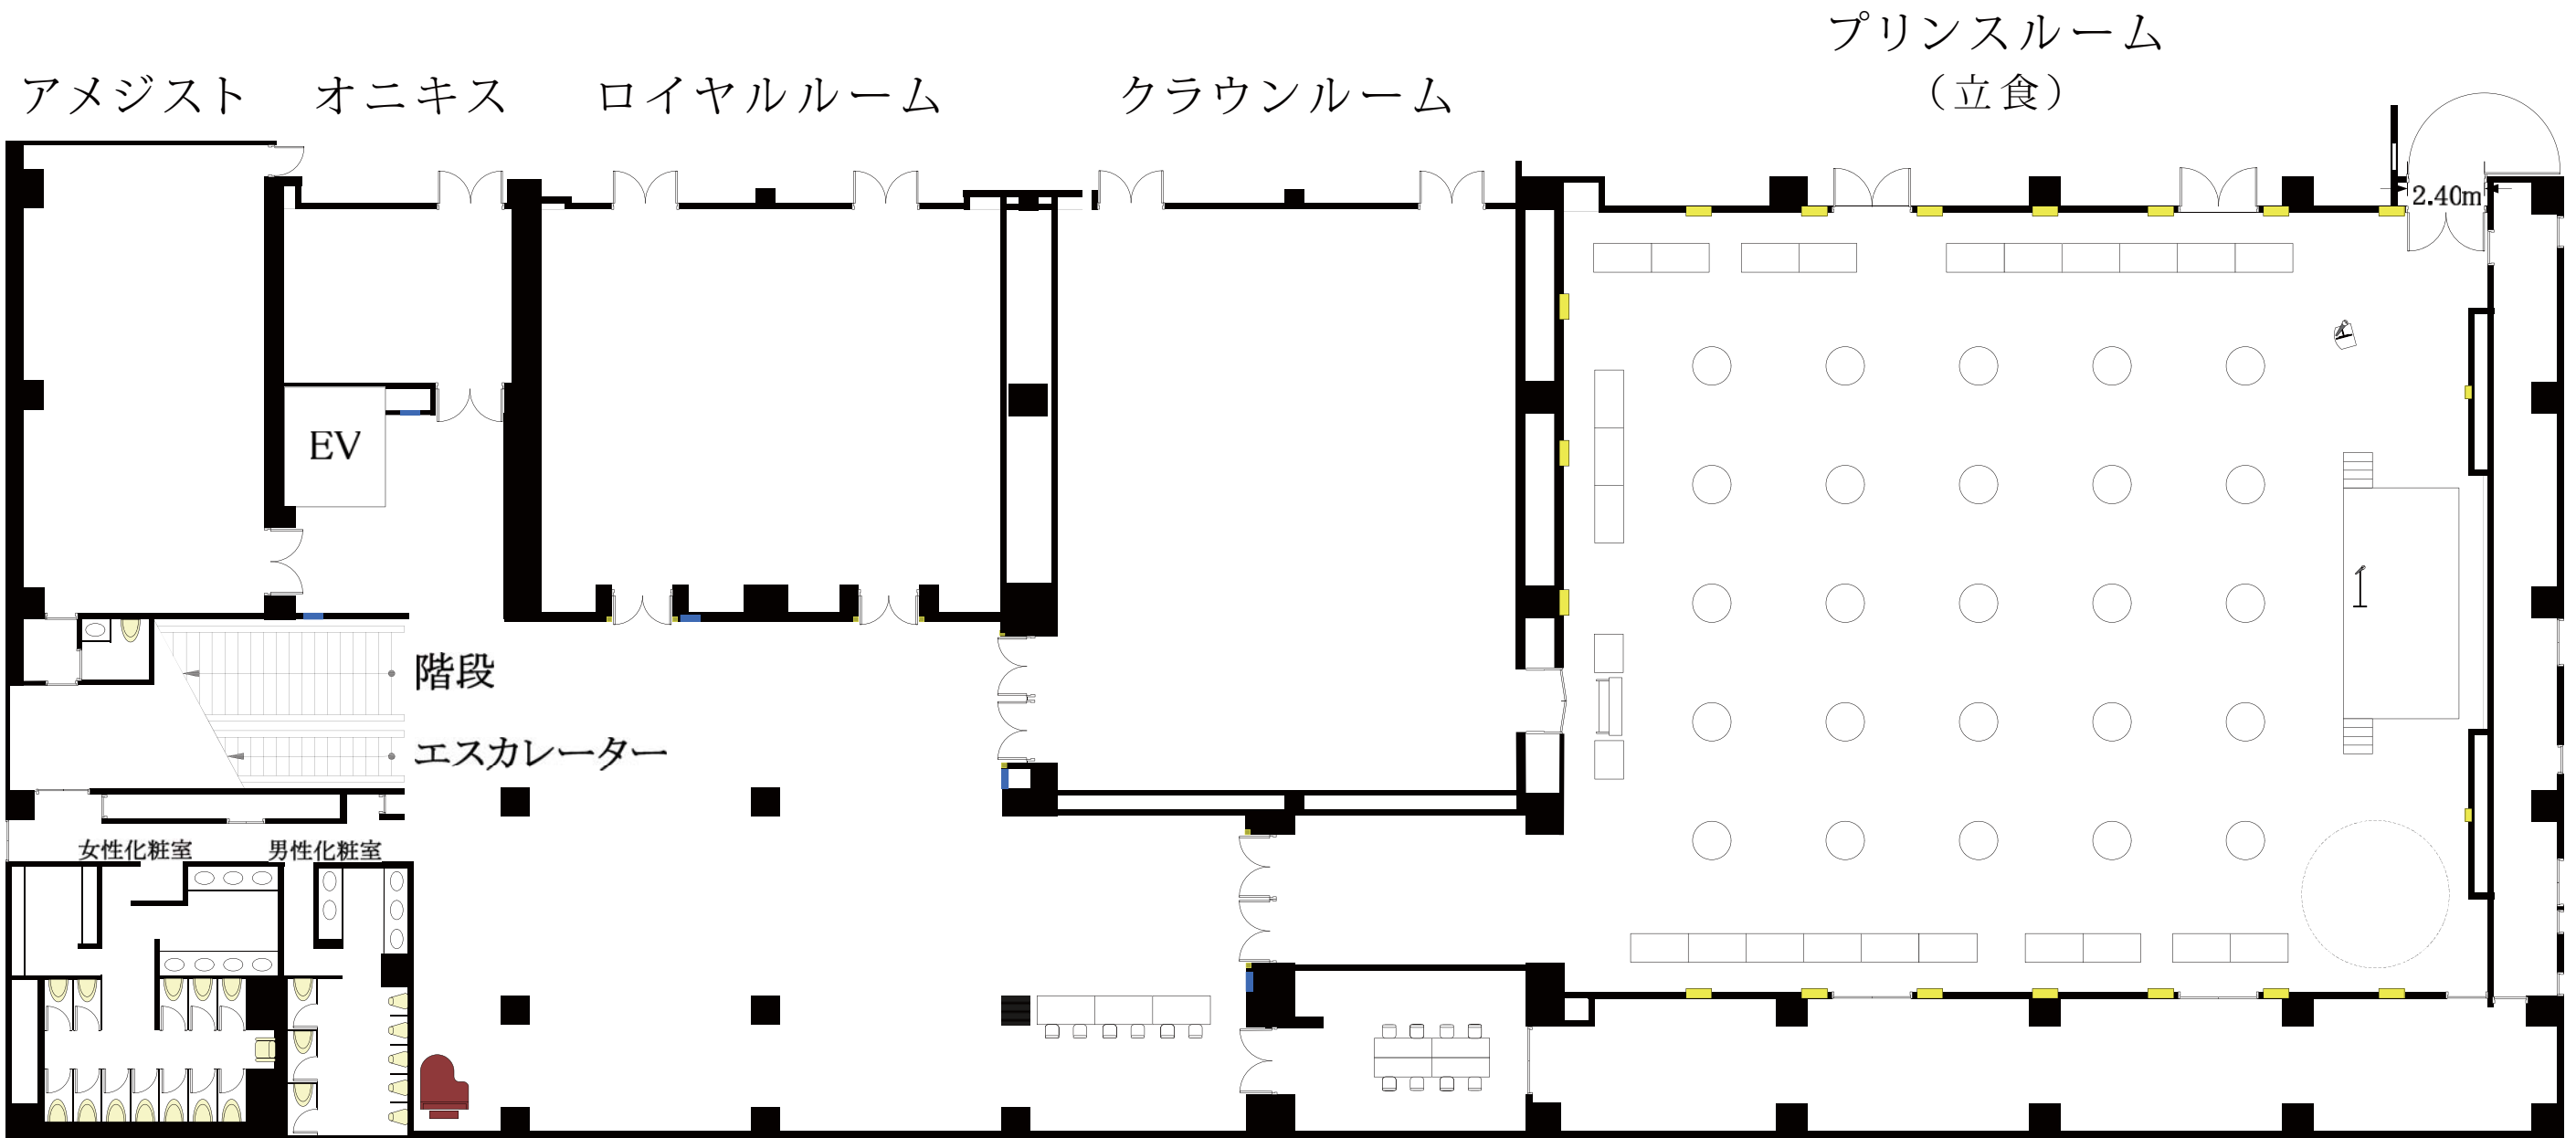 プリンスルーム
（立食）
アメジスト
オニキス
ロイヤルルーム
クラウンルーム
2.40m
EV
階段
エスカレーター
女性化粧室
男性化粧室